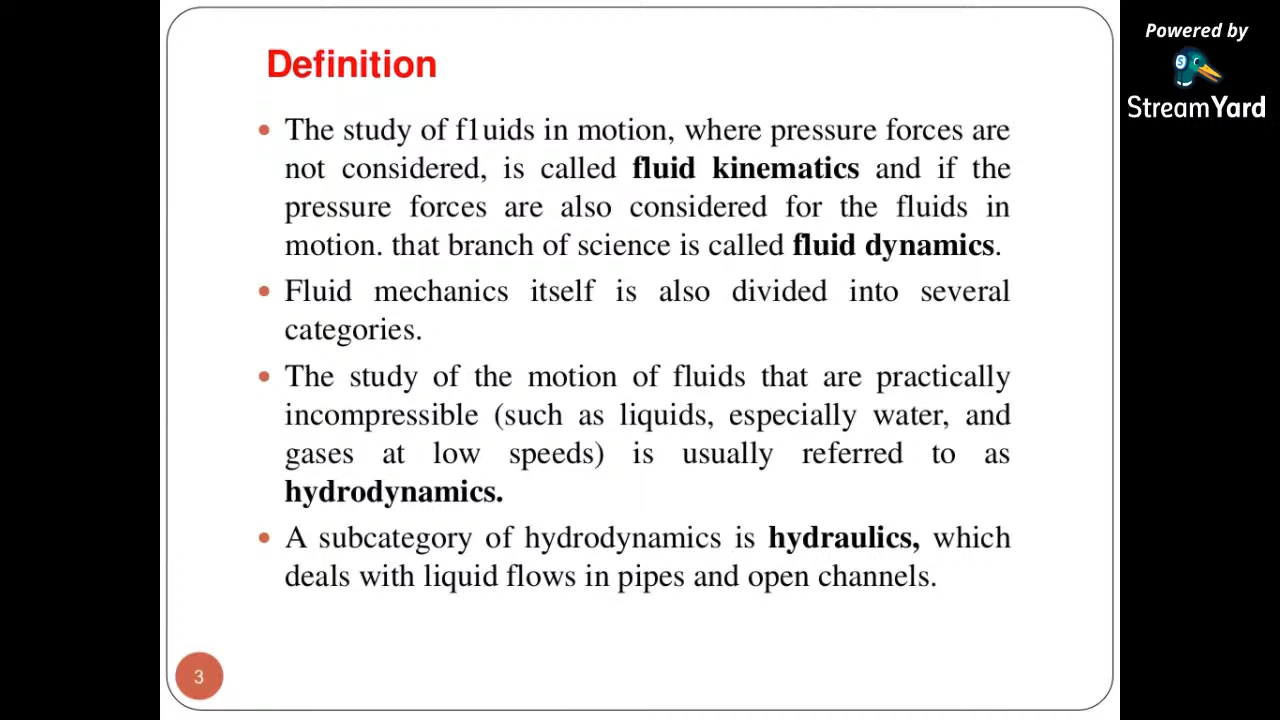 Definition
The study of f1uids in motion, where pressure forces are
not considered, is called fluid kinematics and if the
pressure forces are also considered for the fluids in
motion. that branch of science is called fluid dynamics.
Fluid mechanics itself is also divided into several
categories.
The study of the motion of fluids that are practically
incompressible (such as liquids, especially water, and
gases at low speeds) is usually referred to as
hydrodynamics.
A subcategory of hydrodynamics is hydraulics, which
deals with liquid flows in pipes and open channels.
3
Powered by
S
StreamYard